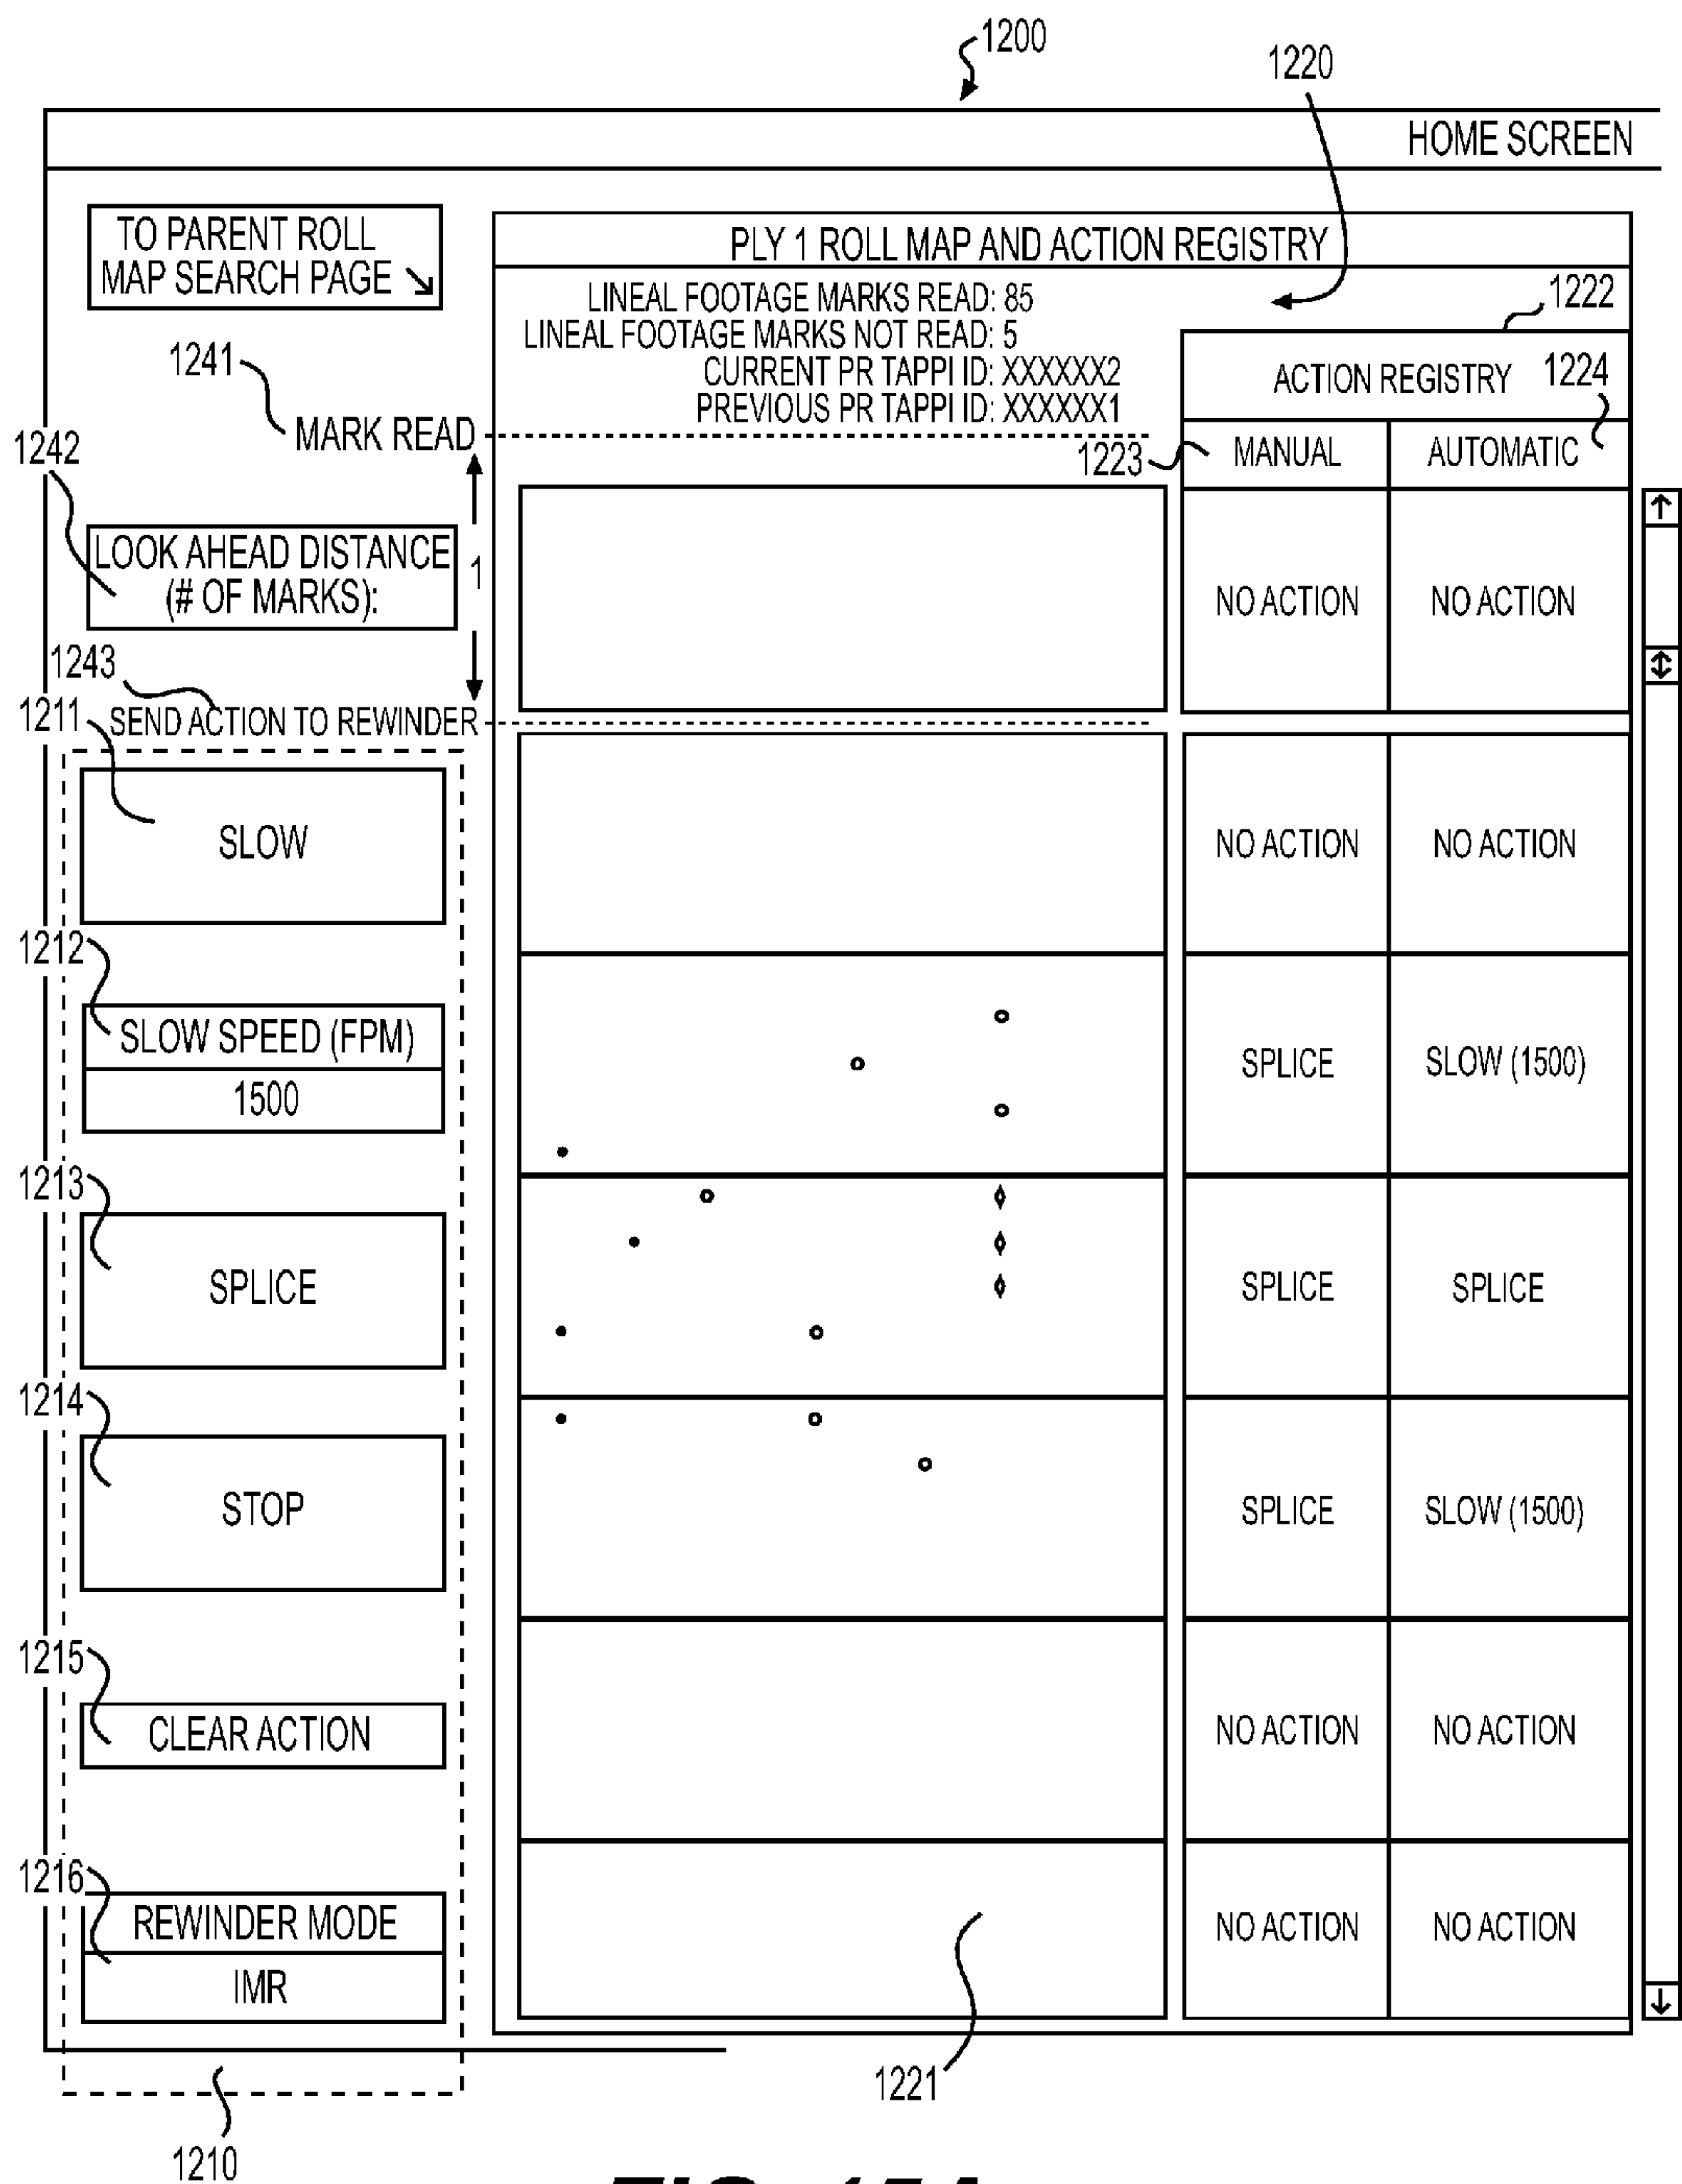 1200
1220
HOME SCREEN
TO PARENT ROLL
MAP SEARCH PAGE
PLY 1 ROLL MAP AND ACTION REGISTRY
LINEAL FOOTAGE MARKS READ: 85
LINEAL FOOTAGE MARKS NOT READ: 5
CURRENT PR TAPPI ID: XXXXXX2
PREVIOUS PR TAPPI ID: XXXXXX1
1222
ACTION REGISTRY
1224
1241
MARK READ
1242
1223
MANUAL
AUTOMATIC
LOOK AHEAD DISTANCE
(# OF MARKS):
1
NO ACTION
NO ACTION
1243
1211
SEND ACTION TO REWINDER
SLOW
NO ACTION
NO ACTION
1212
SLOW SPEED (FPM)
1500
SPLICE
SLOW (1500)
1213
SPLICE
SPLICE
SPLICE
1214
STOP
SPLICE
SLOW (1500)
1215
CLEAR ACTION
NO ACTION
NO ACTION
1216
REWINDER MODE
IMR
NO ACTION
NO ACTION
1221
1210